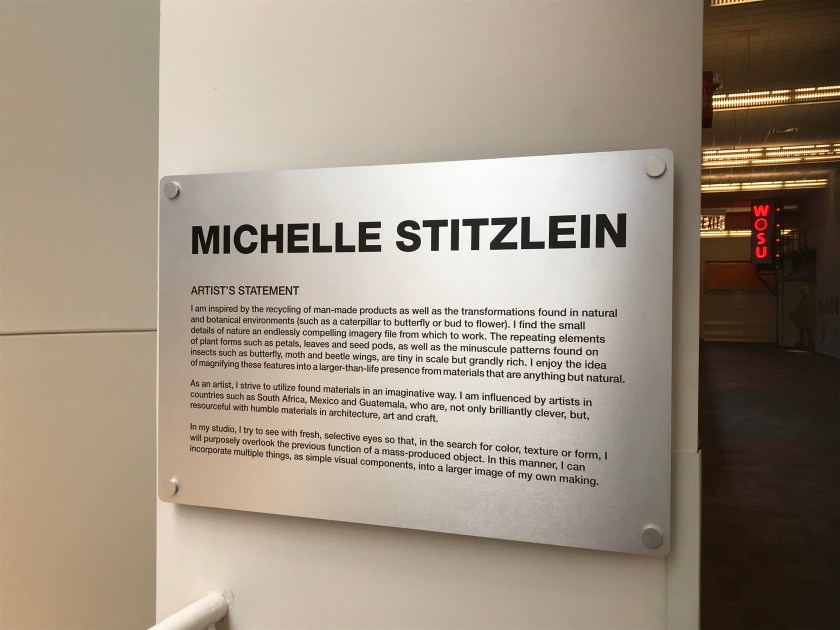 MICHELLE STITZLEIN
ARTIST'S STATEMENT
I am inspired by the recycling of man-made products as well as the transformations found in natural
and botanical environments (such as a caterpillar to butterfly or bud to flower). I find the small
details of nature an endlessly compelling imagery file from which to work. The repeating elements
of plant forms such as petals, leaves and seed pods, as well as the minuscule patterns found on
insects such as butterfly, moth and beetle wings, are tiny in scale but grandly rich. I enjoy the idea
of magnifying these features into a larger-than-life presence from materials that are anything but natural.
As an artist, I strive to utilize found materials in an imaginative way. I am influenced by artists in
countries such as South Africa, Mexico and Guatemala, who are, not only brilliantly clever, but,
resourceful with humble materials in architecture, art and craft.
In my studio, I try to see with fresh, selective eyes so that, in the search for color, texture or form, I
will purposely overlook the previous function of a mass-produced object. In this manner, I can
incorporate multiple things, as simple visual components, into a larger image of my own making.
WOSU